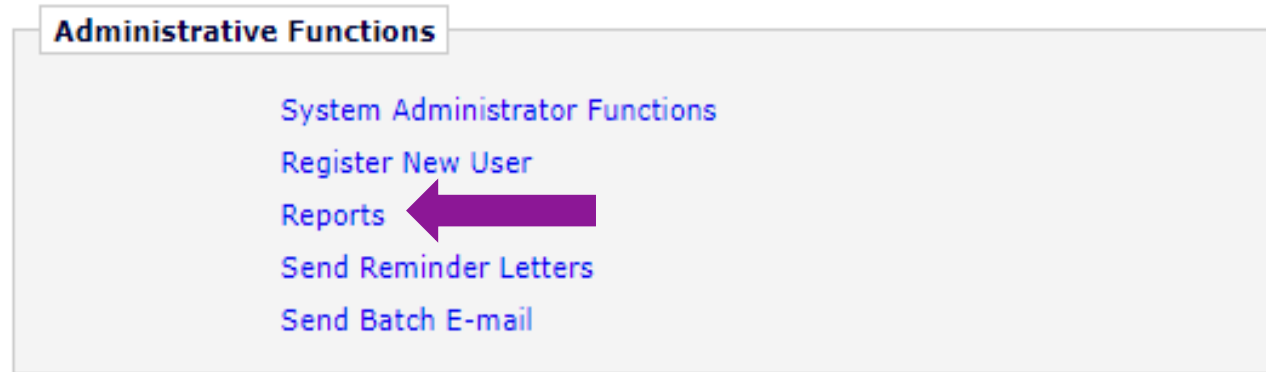 Administrative Functions
System Administrator Functions
Register New User
Reports
Send Reminder Letters
Send Batch E-mail